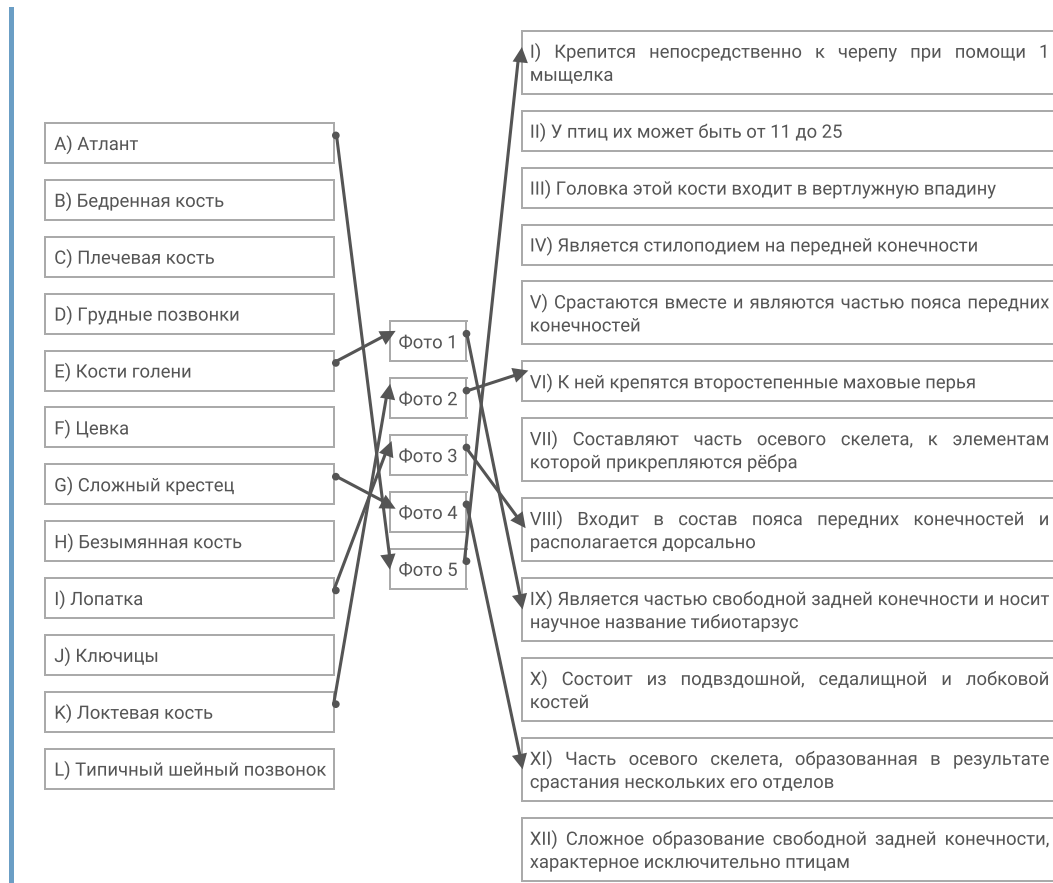 A) Атлант
B) Бедренная кость
C) Плечевая кость
D) Грудные позвонки
E) Кости голени
F) Цевка
G) Сложный крестец
H) Безымянная кость
I) Лопатка
J) Ключицы
K) Локтевая кость
L) Типичный шейный позвонок
Фото 1
Фото 2
Фото 3
Фото 4
Фото 5
I) Крепится непосредственно к черепу при помощи 1
мыщелка
II) У птиц их может быть от 11 до 25
III) Головка этой кости входит в вертлужную впадину
IV) Является стилоподием на передней конечности
V) Срастаются вместе и являются частью пояса передних
конечностей
VI) К ней крепятся второстепенные маховые перья
VII) Составляют часть осевого скелета, к элементам
которой прикрепляются рёбра
VIII) Входит в состав пояса передних конечностей и
располагается дорсально
IX) Является частью свободной задней конечности и носит
научное название тибиотарзус
X) Состоит из подвздошной, седалищной и лобковой
костей
XI) Часть осевого скелета, образованная в результате
срастания нескольких его отделов
XII) Сложное образование свободной задней конечности,
характерное исключительно птицам